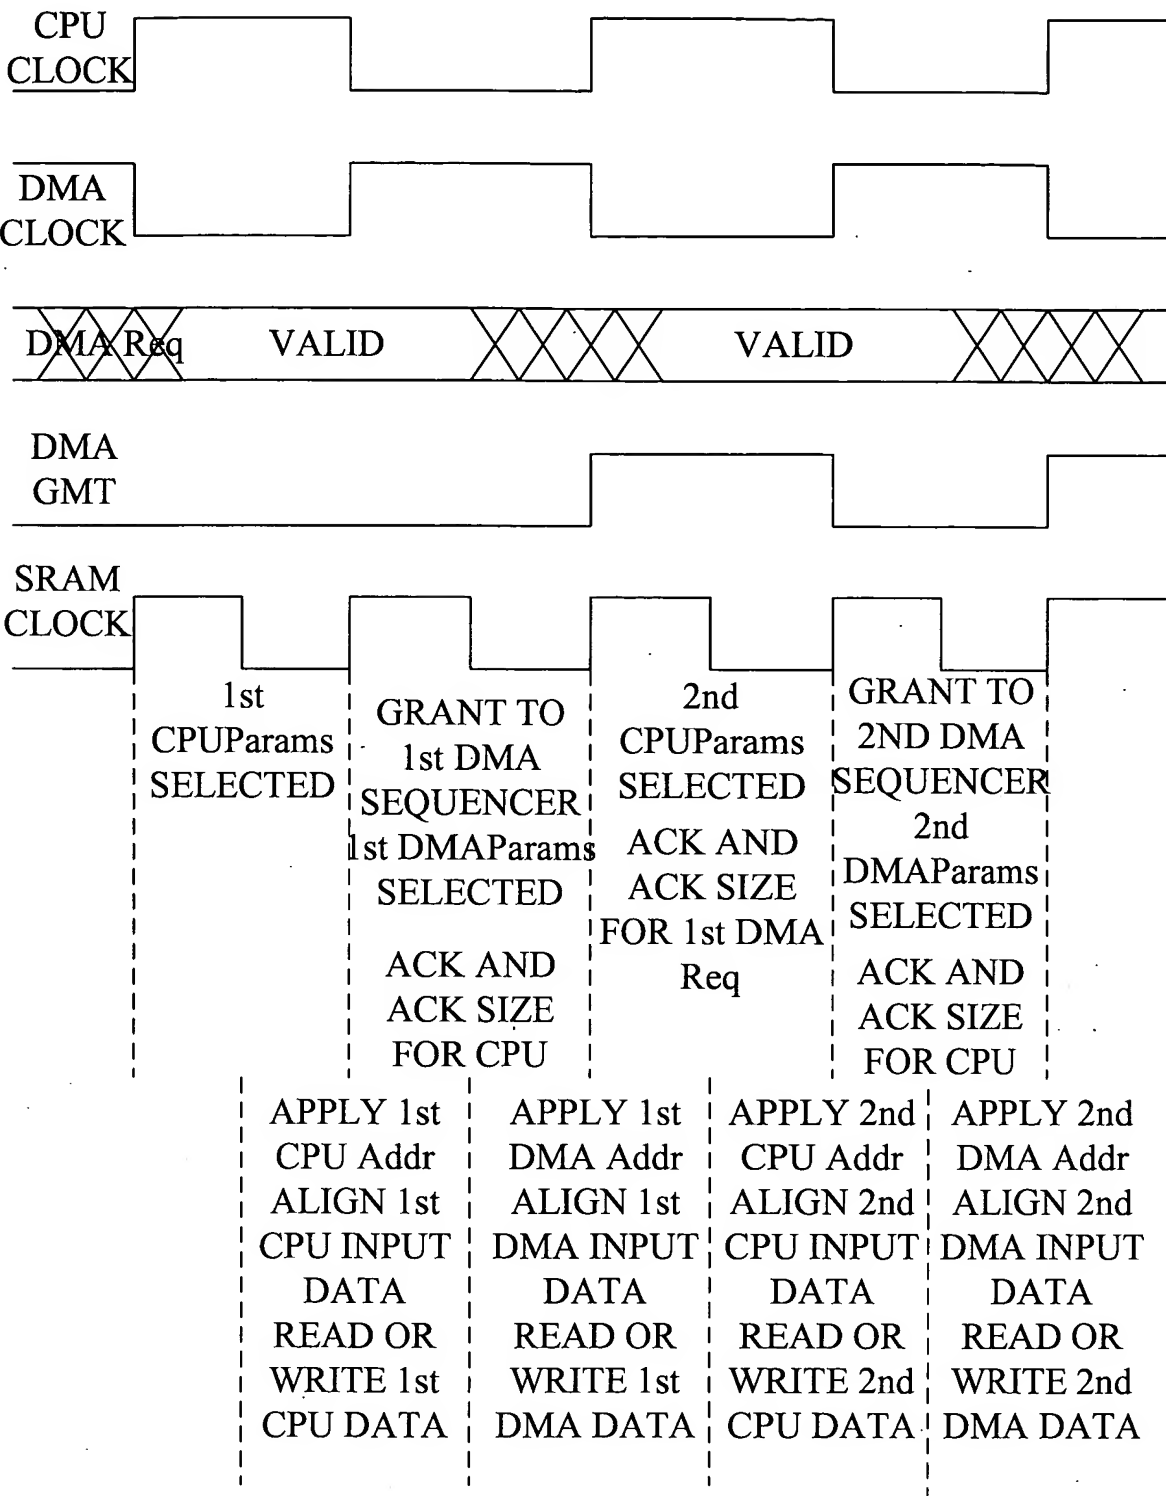 CPU
CLOCK
DMA
CLOCK
DMA Req
VALID
VALID
DMA
GMT
SRAM
CLOCK
1st
CPUParams
SELECTED
GRANT TO
1st DMA
SEQUENCER
1st DMAParams
SELECTED
ACK AND
ACK SIZE
FOR CPU
2nd
CPUParams
SELECTED
ACK AND
ACK SIZE
FOR 1st DMA
Req
GRANT TO
2ND DMA
SEQUENCER
2nd
DMAParams
SELECTED
ACK AND
ACK SIZE
FOR CPU
APPLY 1st
CPU Addr
ALIGN 1st
CPU INPUT
DATA
READ OR
WRITE 1st
CPU DATA
APPLY 1st
DMA Addr
ALIGN 1st
DMA INPUT
DATA
READ OR
WRITE 1st
DMA DATA
APPLY 2nd
CPU Addr
ALIGN 2nd
CPU INPUT
DATA
READ OR
WRITE 2nd
CPU DATA
APPLY 2nd
DMA Addr
ALIGN 2nd
DMA INPUT
DATA
READ OR
WRITE 2nd
DMA DATA